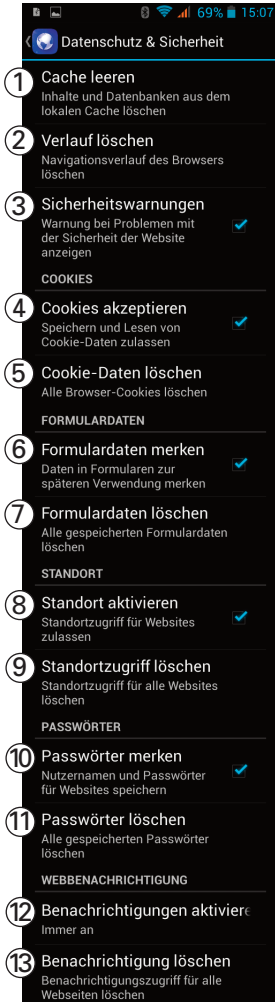 69% 15:07
Datenschutz & Sicherheit
1 Cache leeren
Inhalte und Datenbanken aus dem
lokalen Cache löschen
2 Verlauf löschen
Navigationsverlauf des Browsers
löschen
3 Sicherheitswarnungen
Warnung bei Problemen mit
der Sicherheit der Website
anzeigen
COOKIES
4 Cookies akzeptieren
Speichern und Lesen von
Cookie-Daten zulassen
5 Cookie-Daten löschen
Alle Browser-Cookies löschen
FORMULARDATEN
6 Formulardaten merken
Daten in Formularen zur
späteren Verwendung merken
7 Formulardaten löschen
Alle gespeicherten Formulardaten
löschen
STANDORT
8 Standort aktivieren
Standortzugriff für Websites
zulassen
9 Standortzugriff löschen
Standortzugriff für alle Websites
löschen
PASSWÖRTER
10 Passwörter merken
Nutzernamen und Passwörter
für Websites speichern
11 Passwörter löschen
Alle gespeicherten Passwörter
löschen
WEBBENACHRICHTIGUNG
12 Benachrichtigungen aktiviere
Immer an
13 Benachrichtigung löschen
Benachrichtigungszugriff für alle
Webseiten löschen